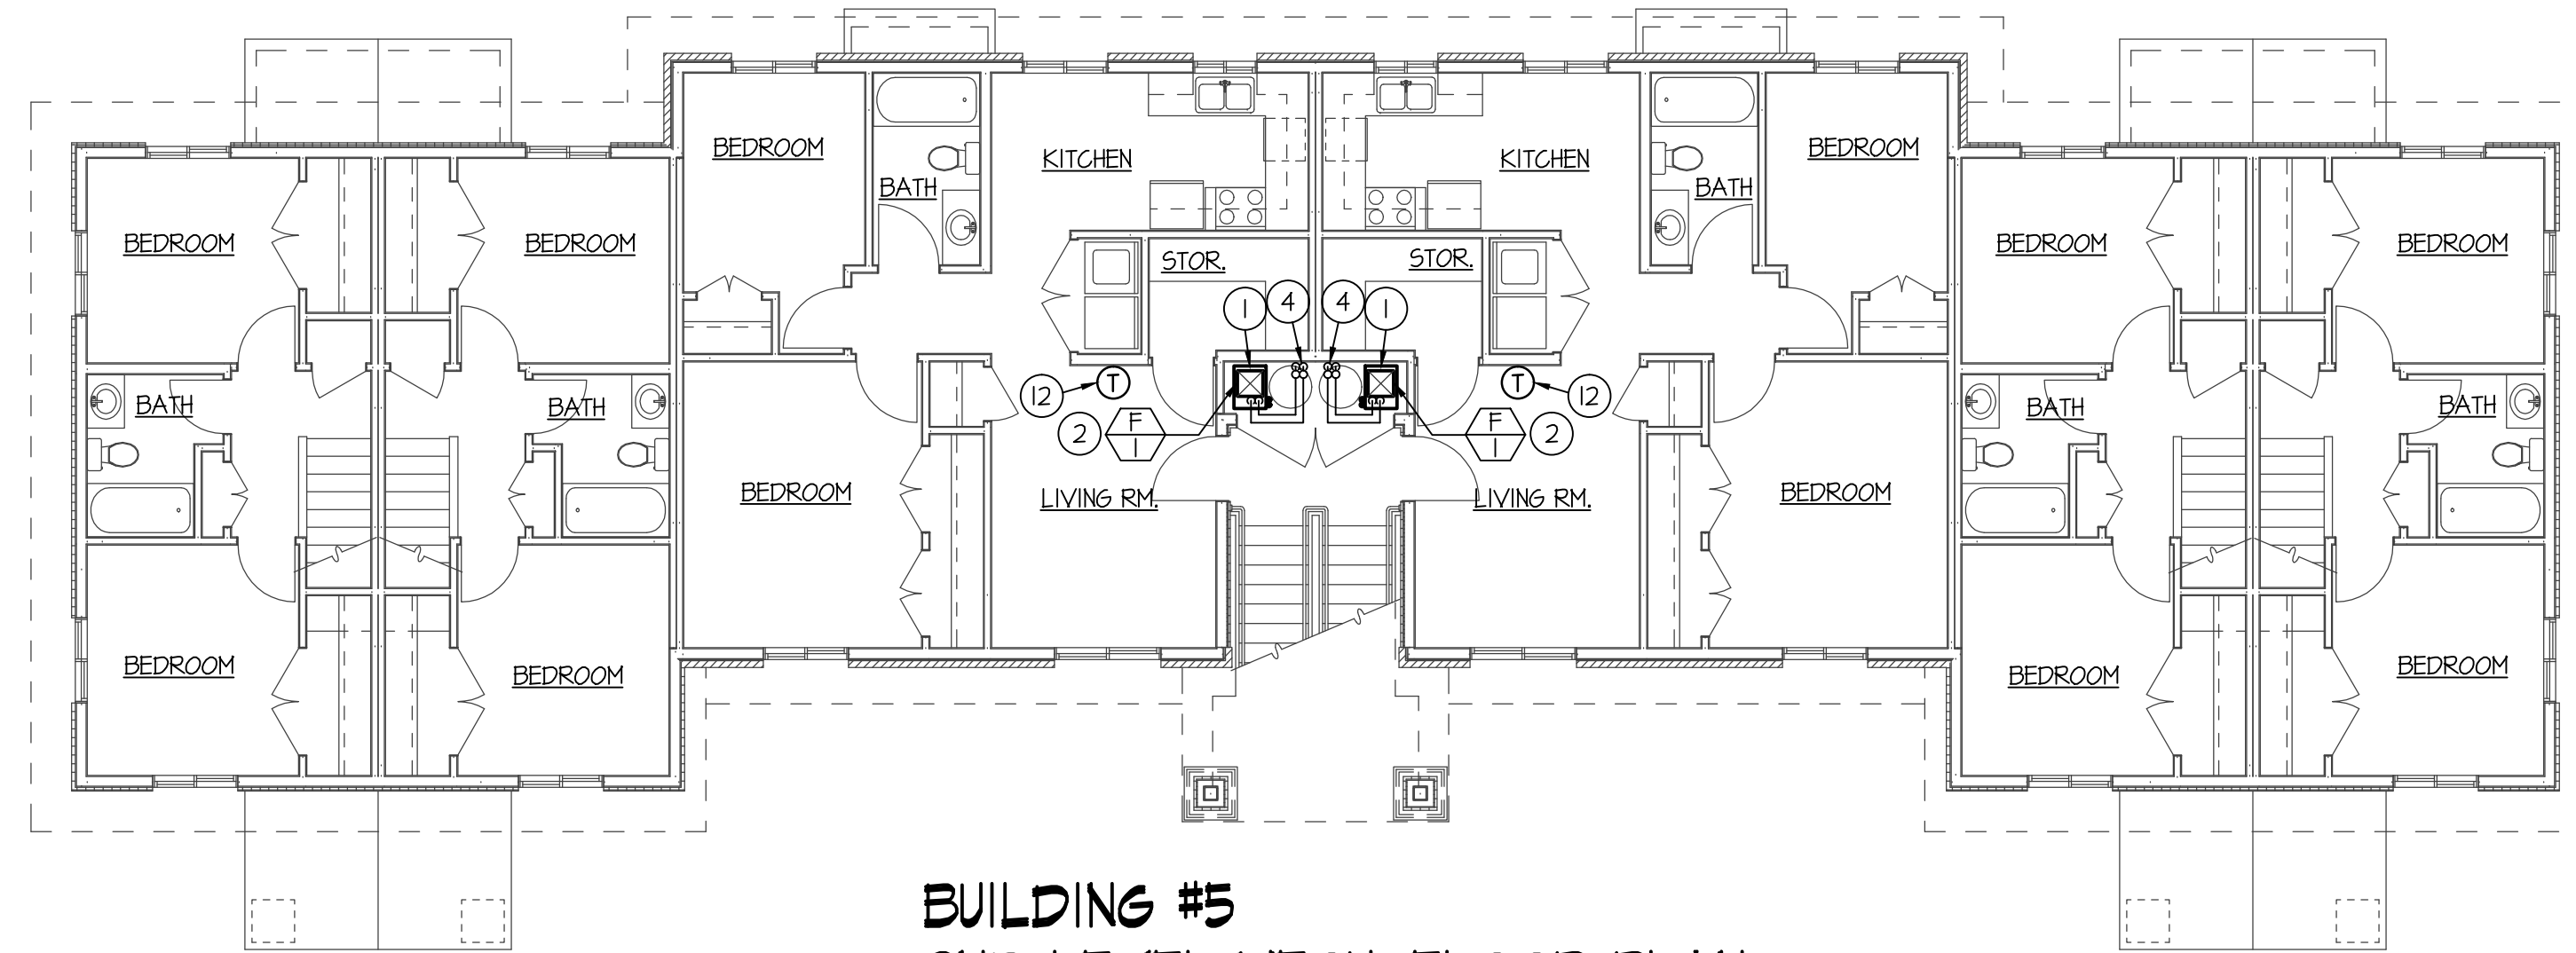 BEDROOM
BEDROOM
KITCHEN
KITCHEN
BATH
BATH
BEDROOM
BEDROOM
BEDROOM
BEDROOM
STOR.
STOR.
1
4
4
1
12
T
T
12
BATH
BATH
BATH
BATH
2
F
1
F
1
2
BEDROOM
LIVING RM.
LIVING RM.
BEDROOM
BEDROOM
BEDROOM
BEDROOM
BEDROOM
BUILDING #5